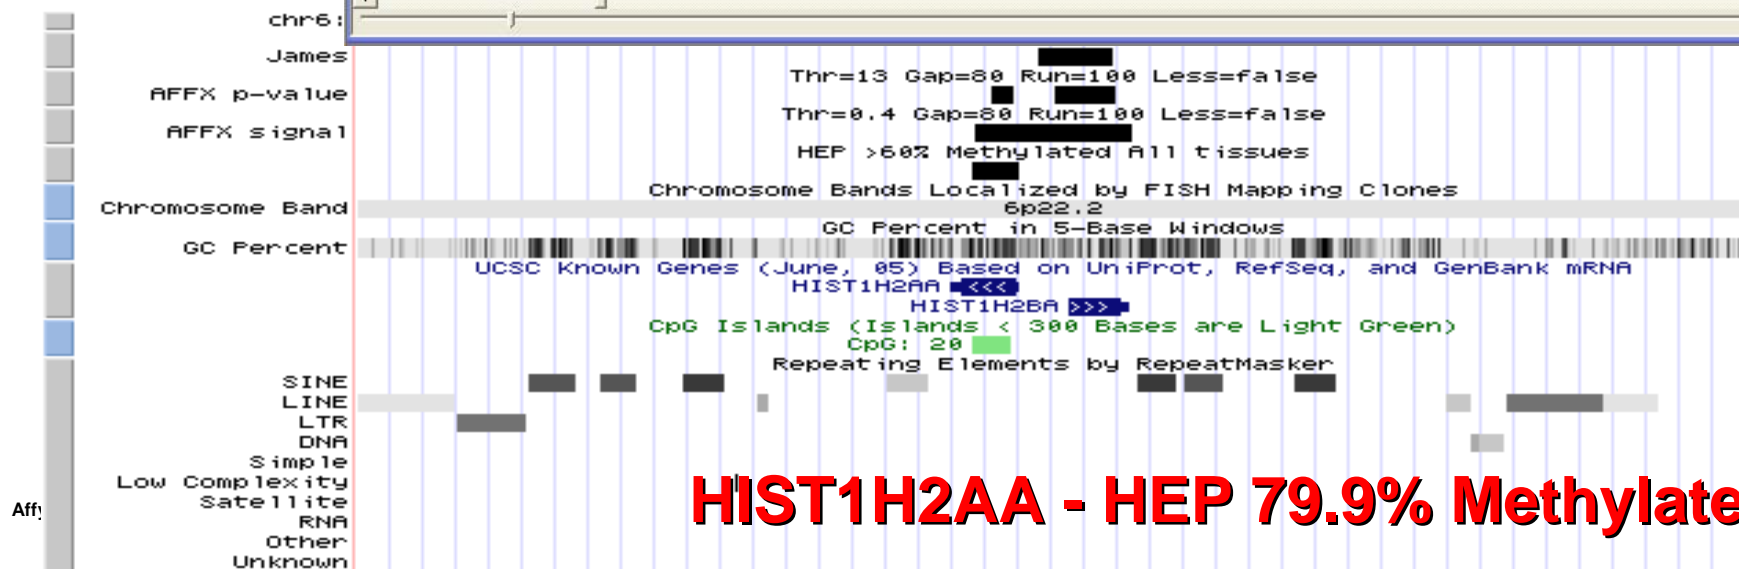 chr6:
James
Thr=13 Gap=80 Run=100 Less=false
AFFX p-value
Thr=0.4 Gap=80 Run=100 Less=false
AFFX signal
HEP >60% Methylated All tissues
Chromosome Bands Localized by FISH Mapping Clones
Chromosome Band 6p22.2
GC Percent in 5-Base Windows
GC Percent
UCSC Known Genes (June, 05) Based on UniProt, RefSeq, and GenBank mRNA
HIST1H2AA <<<
HIST1H2BA >>>
CpG Islands (Islands < 300 Bases are Light Green)
CpG: 20
Repeating Elements by RepeatMasker
SINE
LINE
LTR
DNA
Simple
Low Complexity
Satellite
HIST1H2AA - HEP 79.9% Methylate
Affy
RNA
Other
Unknown